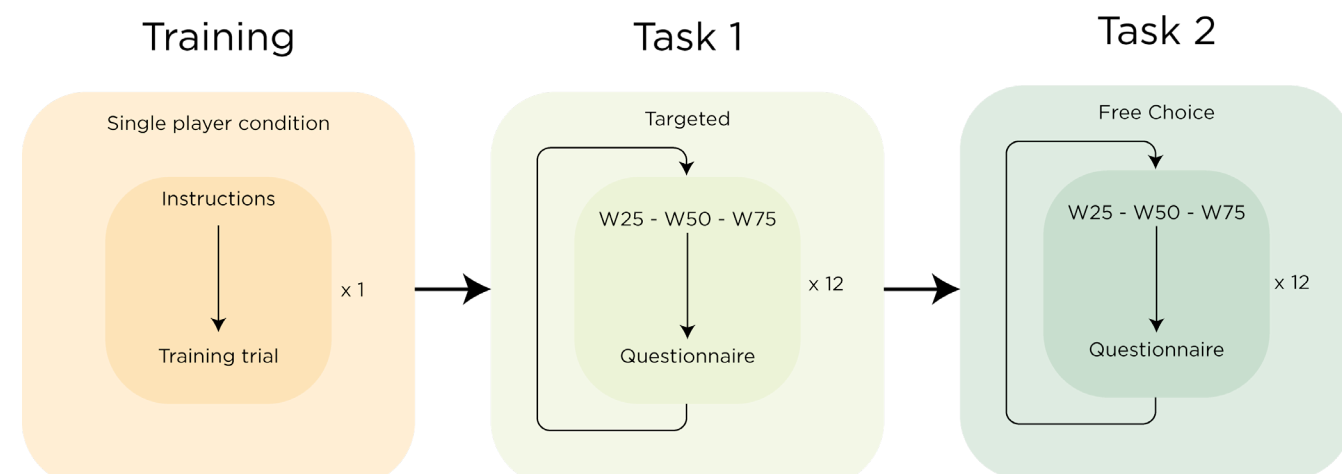 Training
Single player condition
Instructions
Training trial
x 1
Task 1
Targeted
W25 - W50 - W75
Questionnaire
x 12
Task 2
Free Choice
W25 - W50 - W75
Questionnaire
x 12